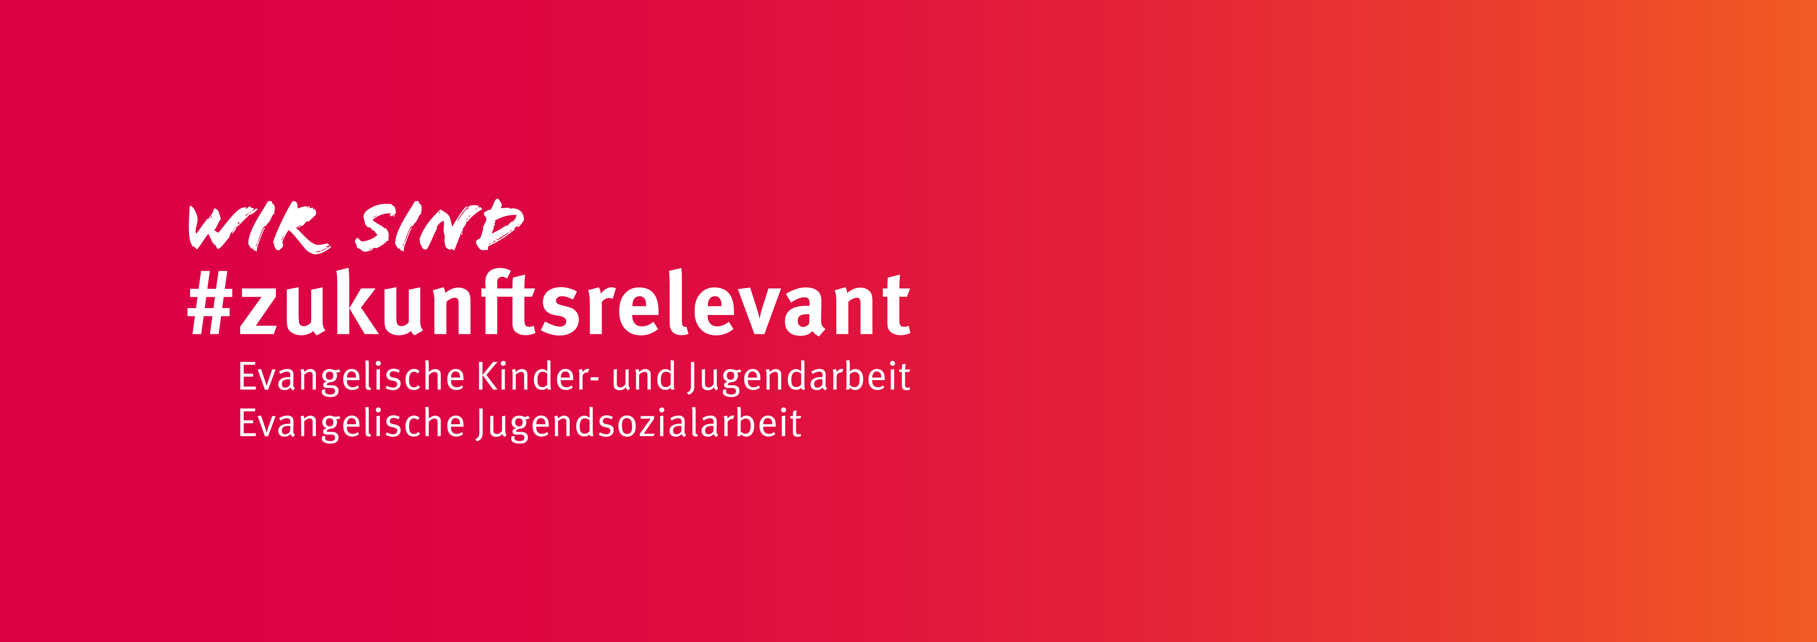 WIR SIND
#zukunftsrelevant
Evangelische Kinder- und Jugendarbeit
Evangelische Jugendsozialarbeit